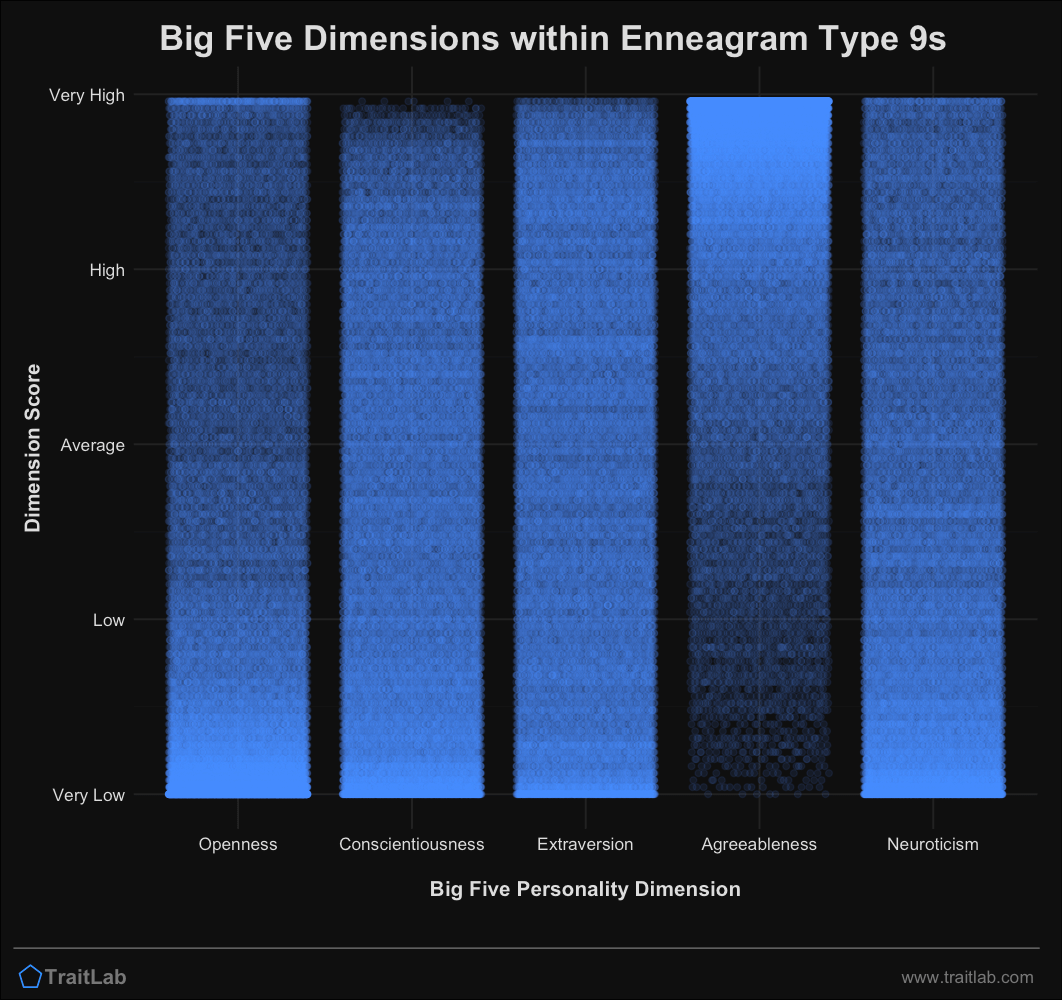 Big Five Dimensions within Enneagram Type 9s
Very High
High
Average
Low
Very Low
Dimension Score
Openness
Conscientiousness
Extraversion
Agreeableness
Neuroticism
Big Five Personality Dimension
TraitLab
www.traitlab.com